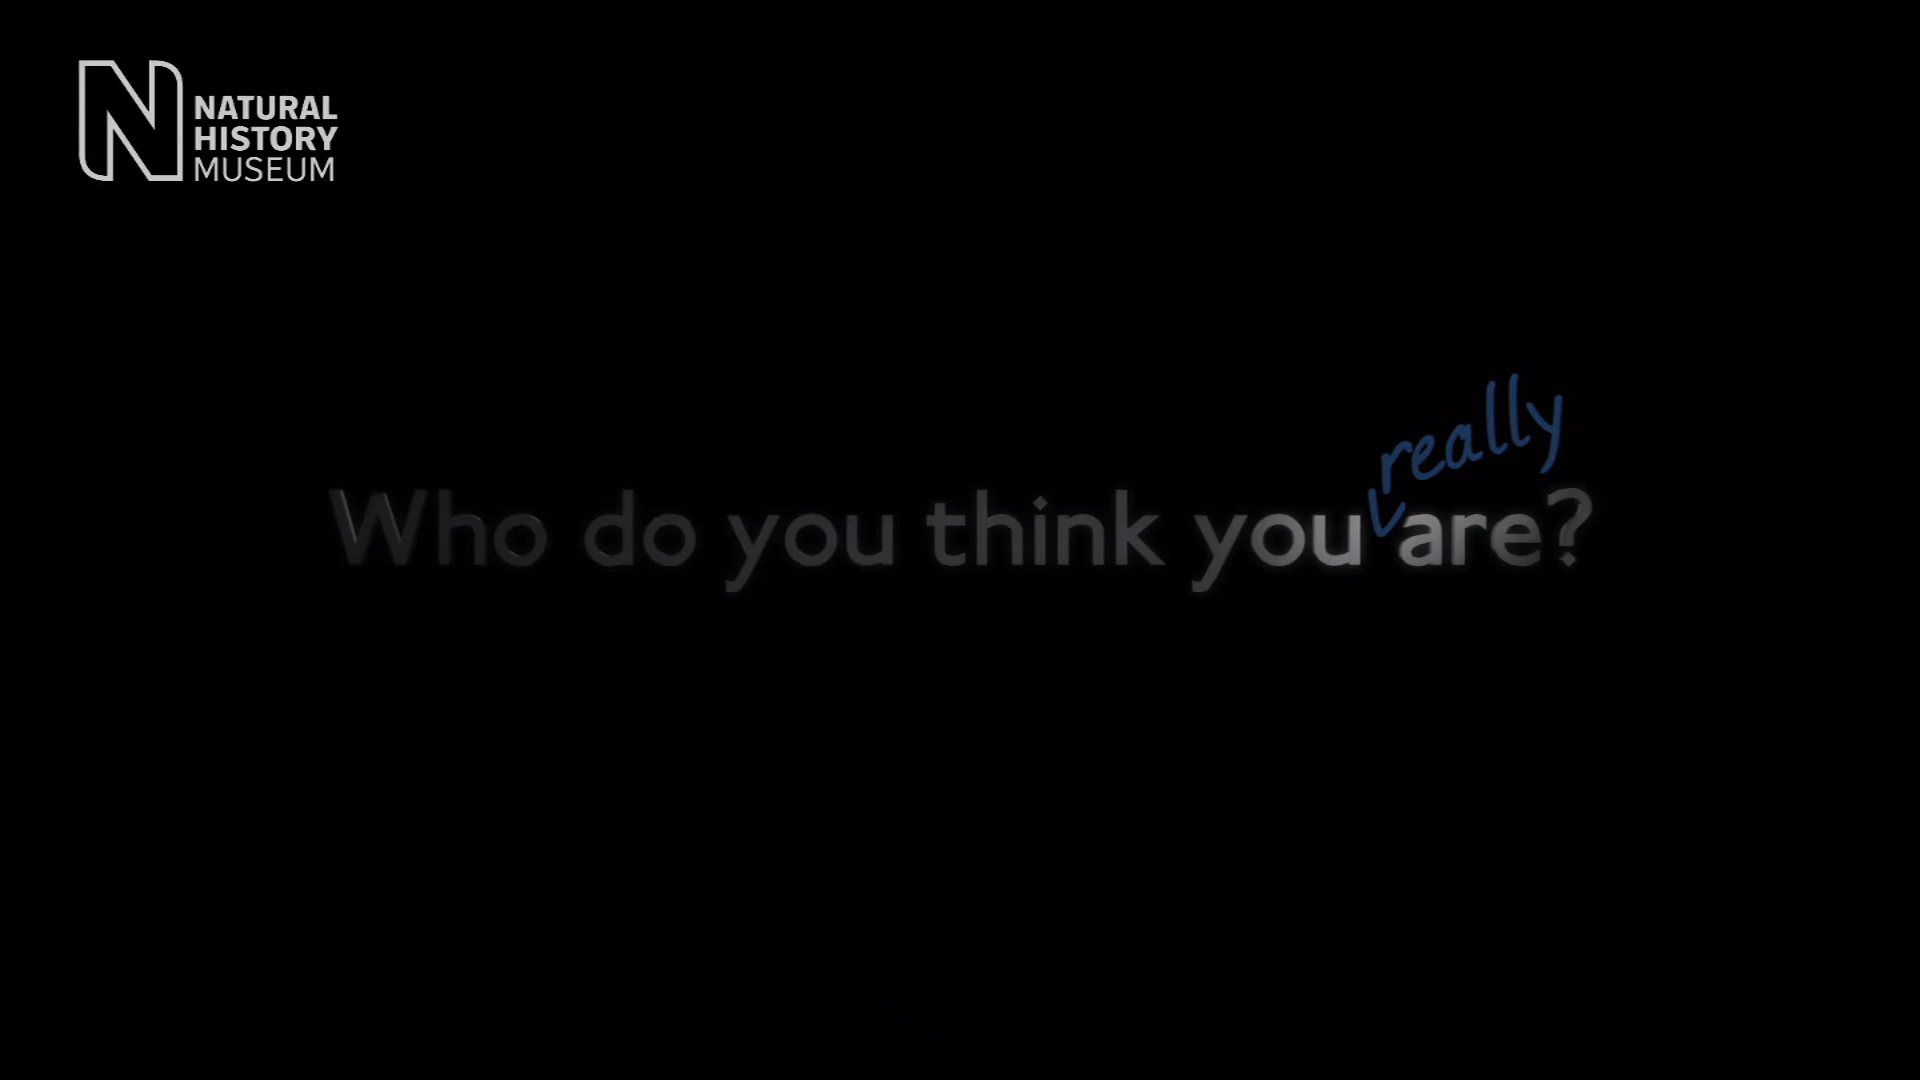 NATURAL
HISTORY
MUSEUM
really
Who do you think you are?